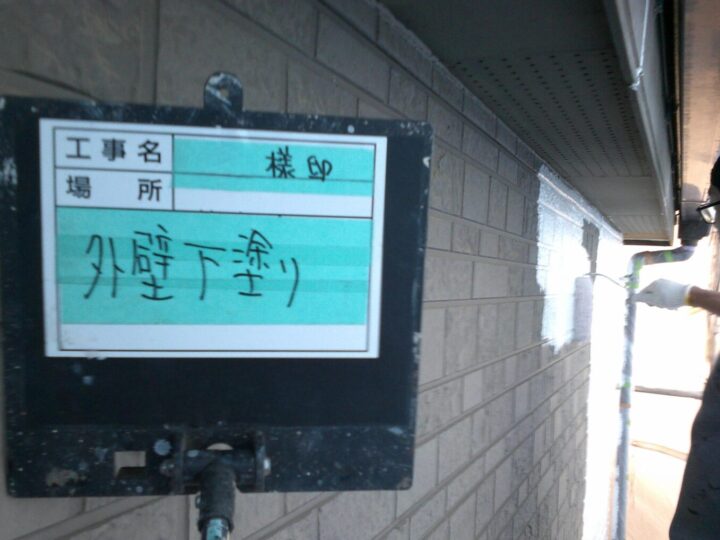 工事名 様邸
場所
外壁下塗り